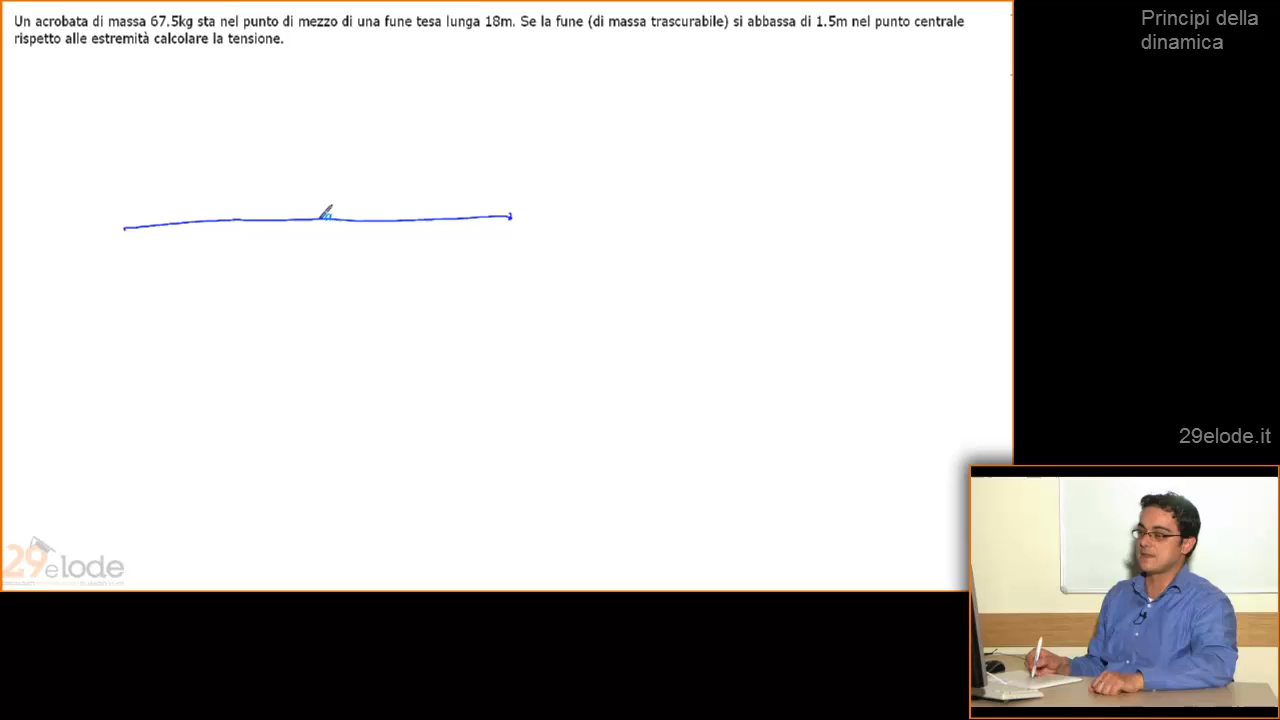 Un acrobata di massa 67.5kg sta nel punto di mezzo di una fune tesa lunga 18m. Se la fune (di massa trascurabile) si abbassa di 1.5m nel punto centrale
rispetto alle estremità calcolare la tensione.
Principi della
dinamica
29elode.it
29elode